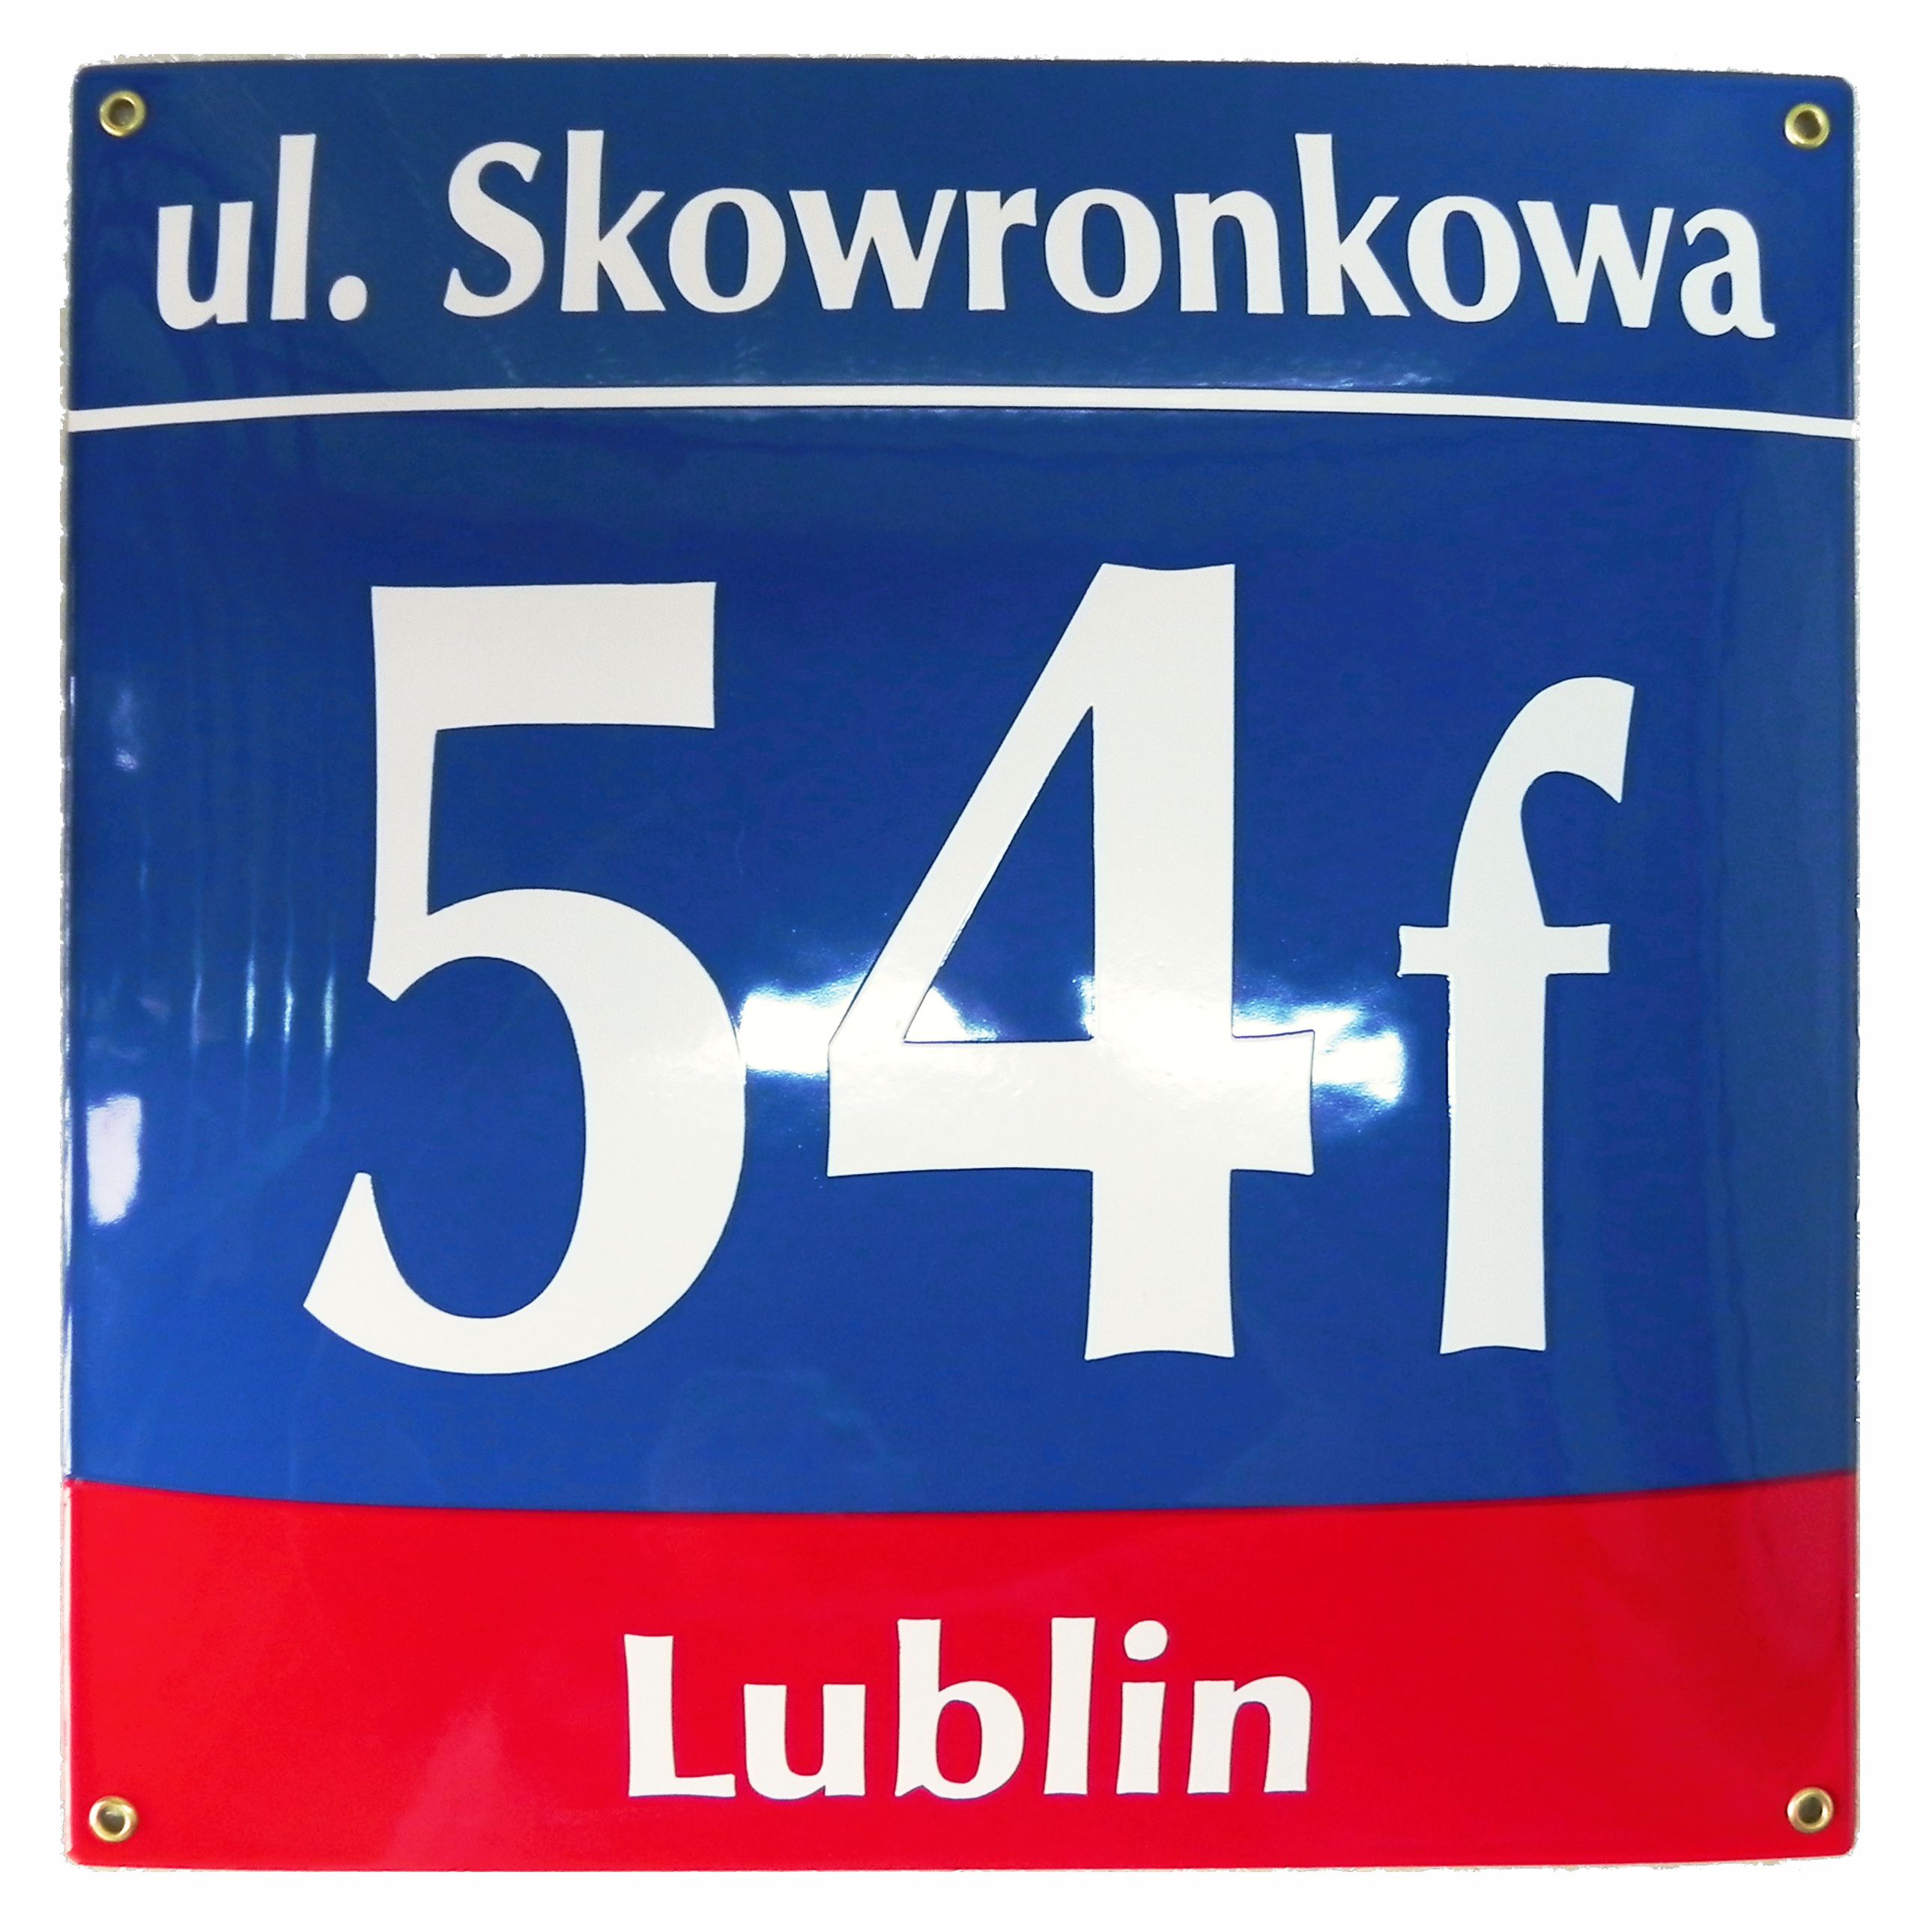 ul. Skowronkowa
54f
Lublin